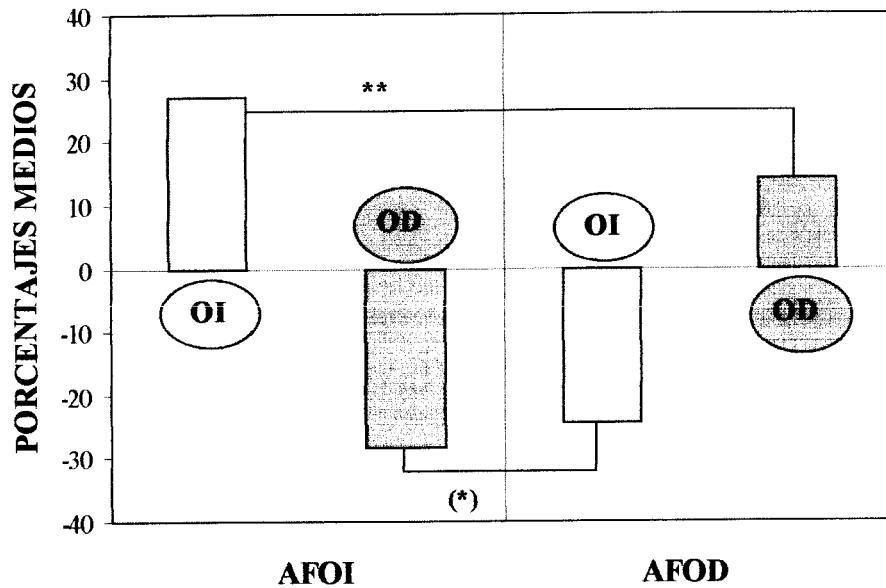 PORCENTAJES MEDIOS
40
30
20
10
0
-10
-20
-30
-40
**
OD
OI
OI
OD
(*)
AFOI
AFOD